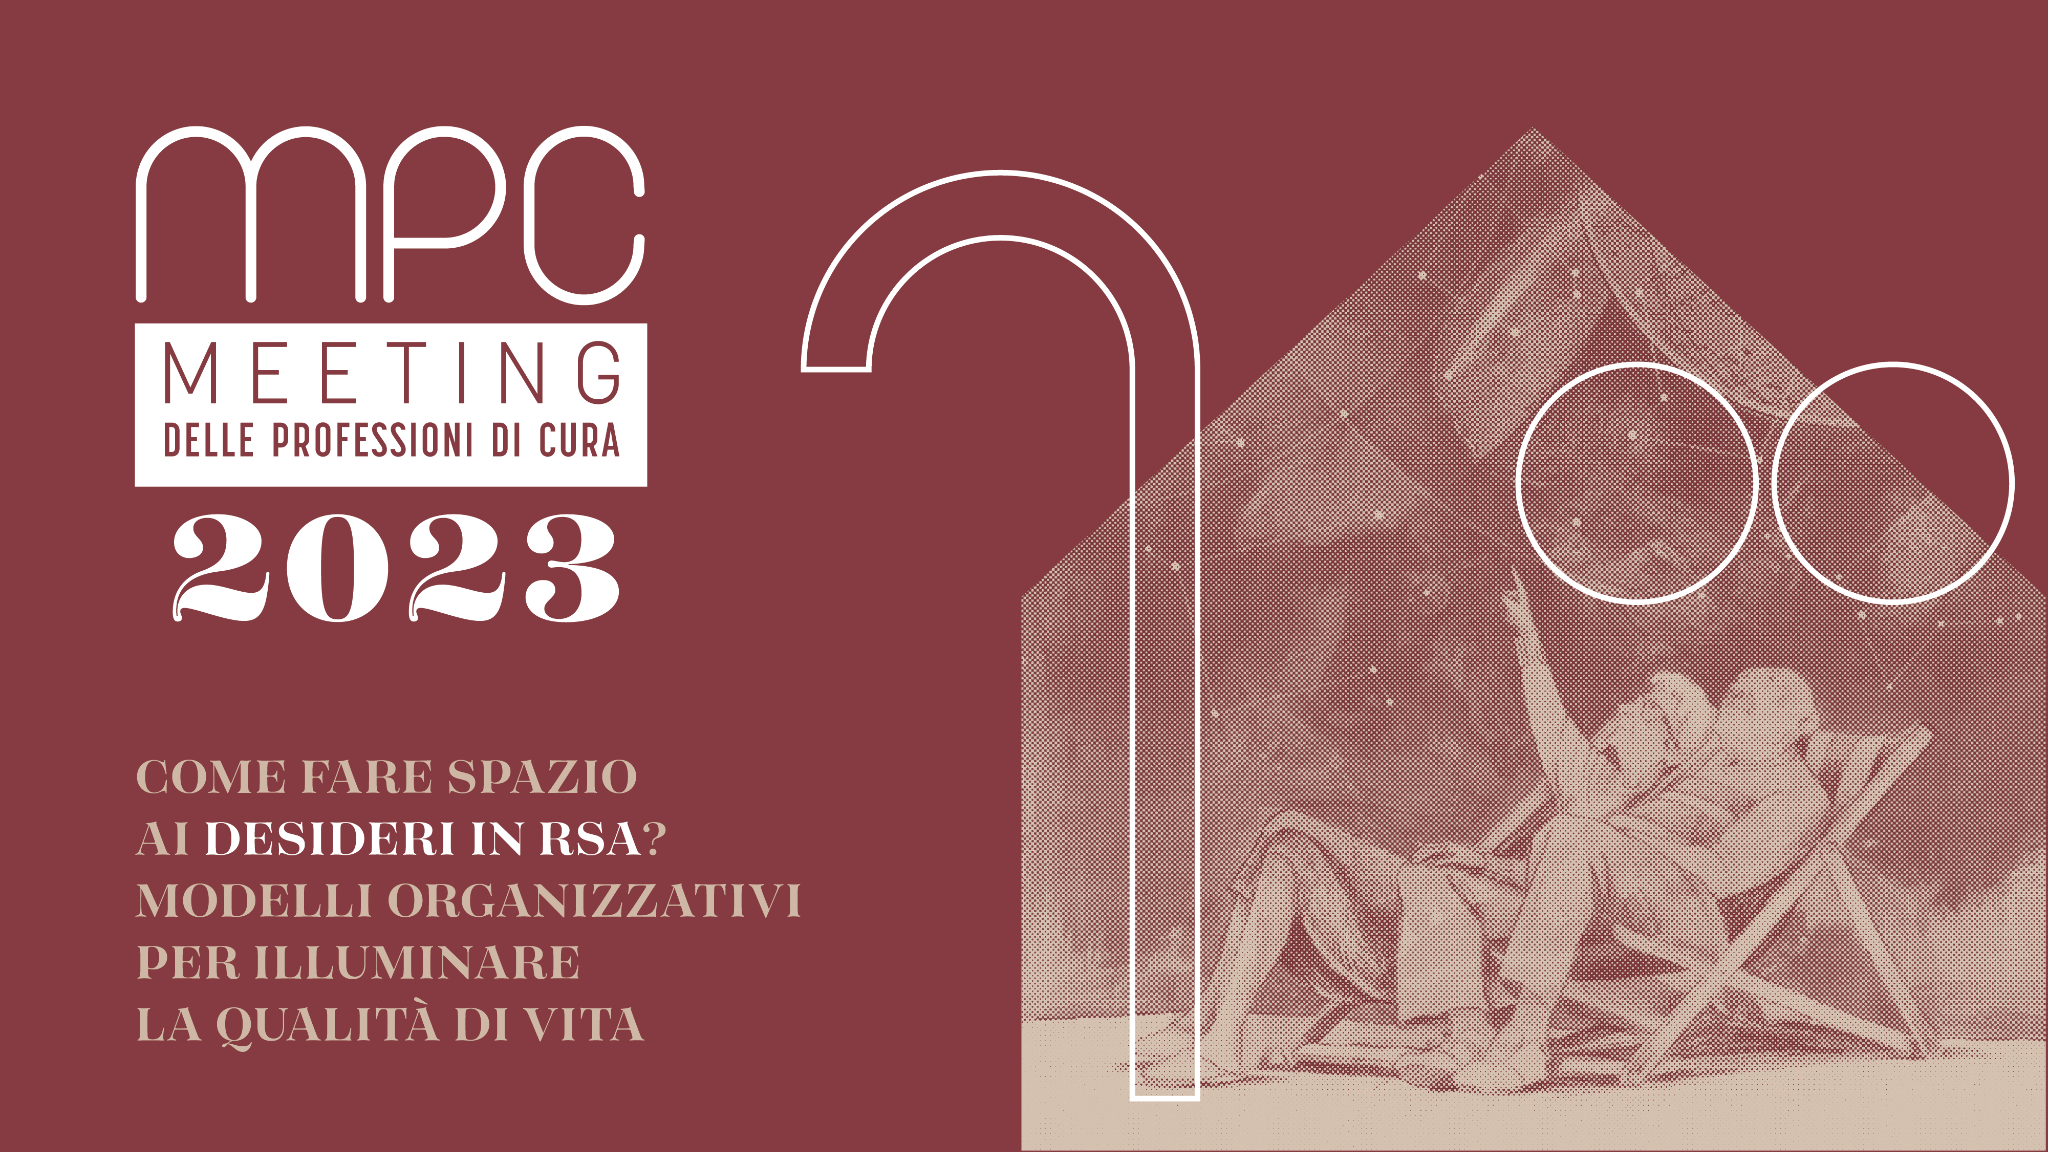 MPC
MEETING
DELLE PROFESSIONI DI CURA
2023
COME FARE SPAZIO
AI DESIDERI IN RSA?
MODELLI ORGANIZZATIVI
PER ILLUMINARE
LA QUALITÀ DI VITA